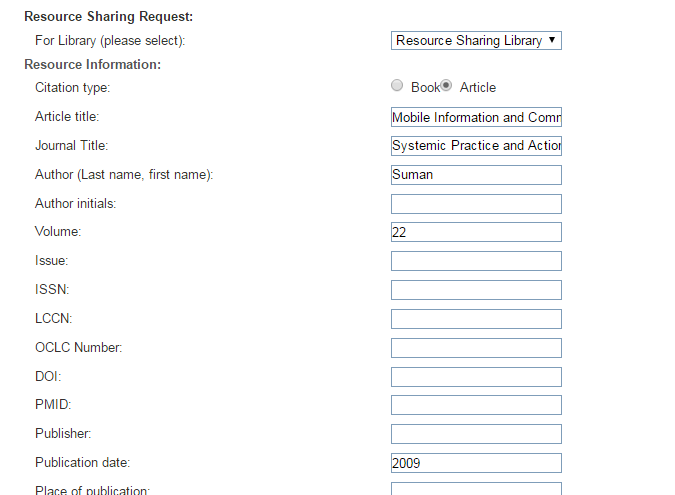 Resource Sharing Request:
For Library (please select): Resource Sharing Library
Resource Information:
Citation type: Book Article
Article title: Mobile Information and Comm
Journal Title: Systemic Practice and Action
Author (Last name, first name): Suman
Author initials:
Volume: 22
Issue:
ISSN:
LCCN:
OCLC Number:
DOI:
PMID:
Publisher:
Publication date: 2009
Place of publication: